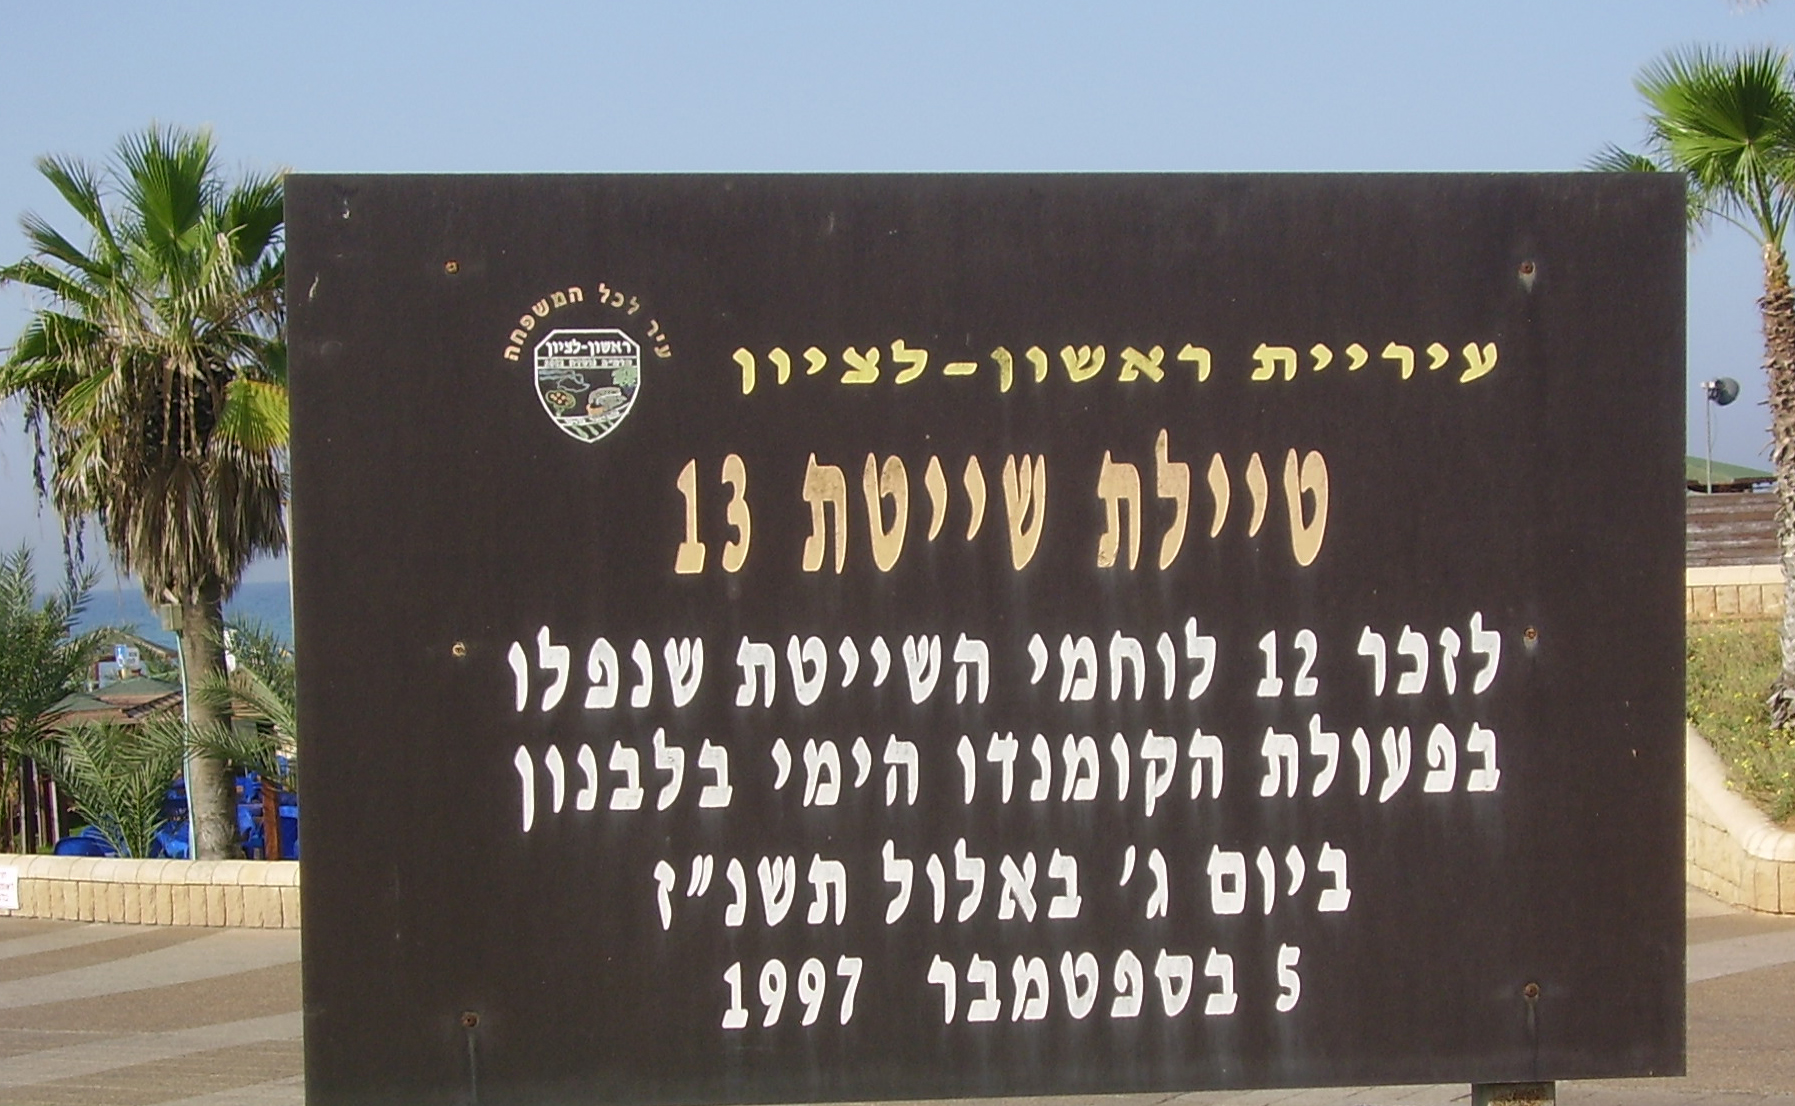 עיר לכל המשפחה
ראשון-לציון
עיריית ראשון-לציון
טיילת שייטת 13
לזכר 12 לוחמי השייטת שנפלו
בפעולת הקומנדו הימי בלבנון
ביום ג' באלול תשנ"ז
5 בספטמבר 1997